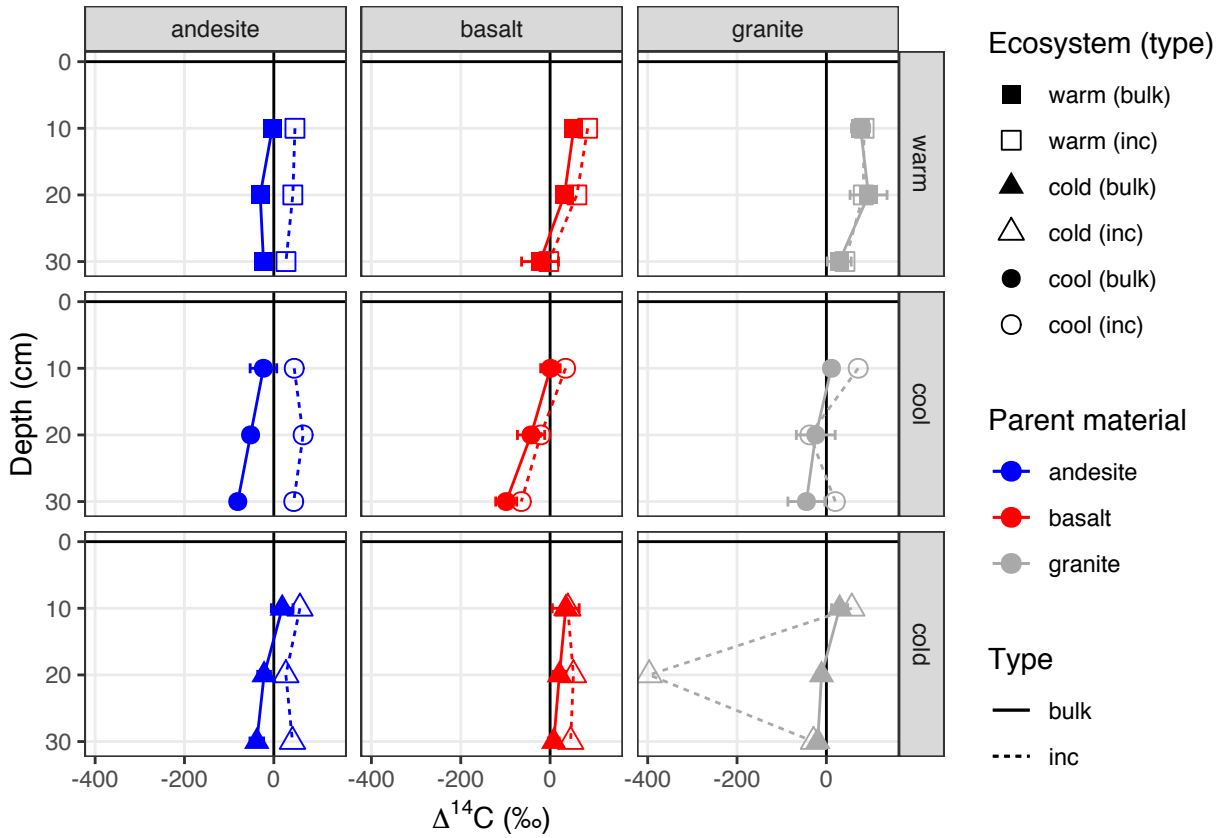 andesite
basalt
granite
0
10
20
30
warm
0
10
20
30
cool
0
10
20
30
cold
-400
-200
0
-400
-200
0
-400
-200
0
Depth (cm)
Δ¹⁴C (‰)
Ecosystem (type)
warm (bulk)
warm (inc)
cold (bulk)
cold (inc)
cool (bulk)
cool (inc)
Parent material
andesite
basalt
granite
Type
bulk
inc